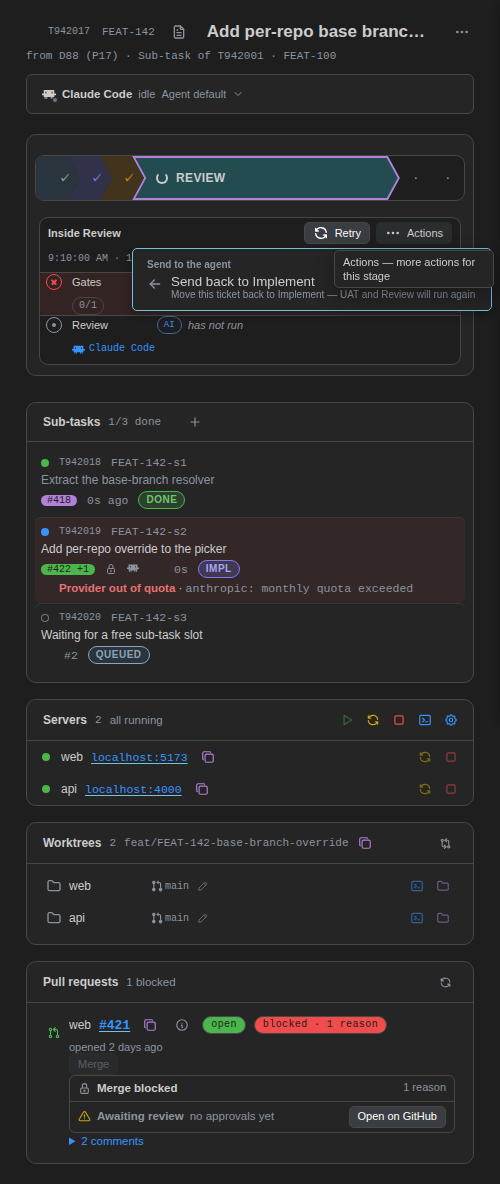 T942017 FEAT-142 Add per-repo base branc…
from D88 (P17) · Sub-task of T942001 · FEAT-100
Claude Code idle Agent default
REVIEW
Inside Review Retry Actions
9:10:00 AM · 1
Actions — more actions for this stage
Send to the agent
Send back to Implement
Move this ticket back to Implement — UAT and Review will run again
Gates
0/1
Review AI has not run
Claude Code
Sub-tasks 1/3 done
T942018 FEAT-142-s1
Extract the base-branch resolver
#418 0s ago DONE
T942019 FEAT-142-s2
Add per-repo override to the picker
#422 +1 0s IMPL
Provider out of quota · anthropic: monthly quota exceeded
T942020 FEAT-142-s3
Waiting for a free sub-task slot
#2 QUEUED
Servers 2 all running
web localhost:5173
api localhost:4000
Worktrees 2 feat/FEAT-142-base-branch-override
web main
api main
Pull requests 1 blocked
web #421 open blocked · 1 reason
opened 2 days ago
Merge
Merge blocked 1 reason
Awaiting review no approvals yet Open on GitHub
2 comments